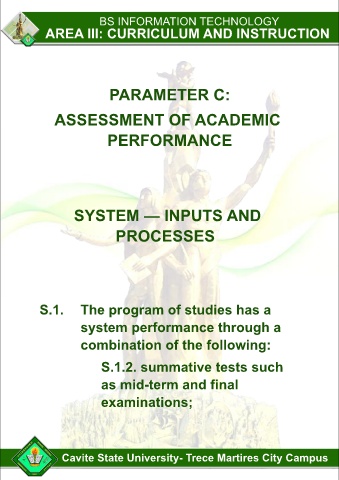 BS INFORMATION TECHNOLOGY
AREA III: CURRICULUM AND INSTRUCTION
PARAMETER C:
ASSESSMENT OF ACADEMIC
PERFORMANCE
SYSTEM — INPUTS AND
PROCESSES
S.1. The program of studies has a
system performance through a
combination of the following:
S.1.2. summative tests such
as mid-term and final
examinations;
Cavite State University- Trece Martires City Campus